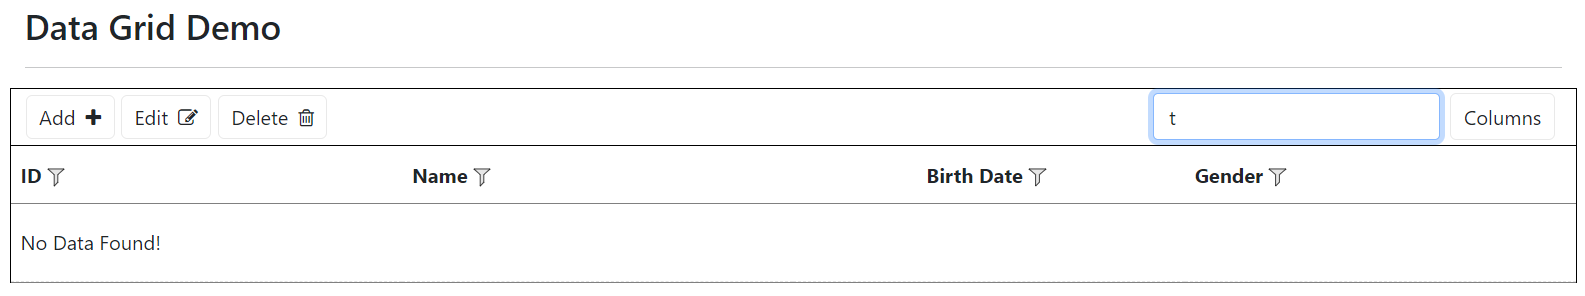 Data Grid Demo
Add Edit Delete t Columns
ID Name Birth Date Gender
No Data Found!